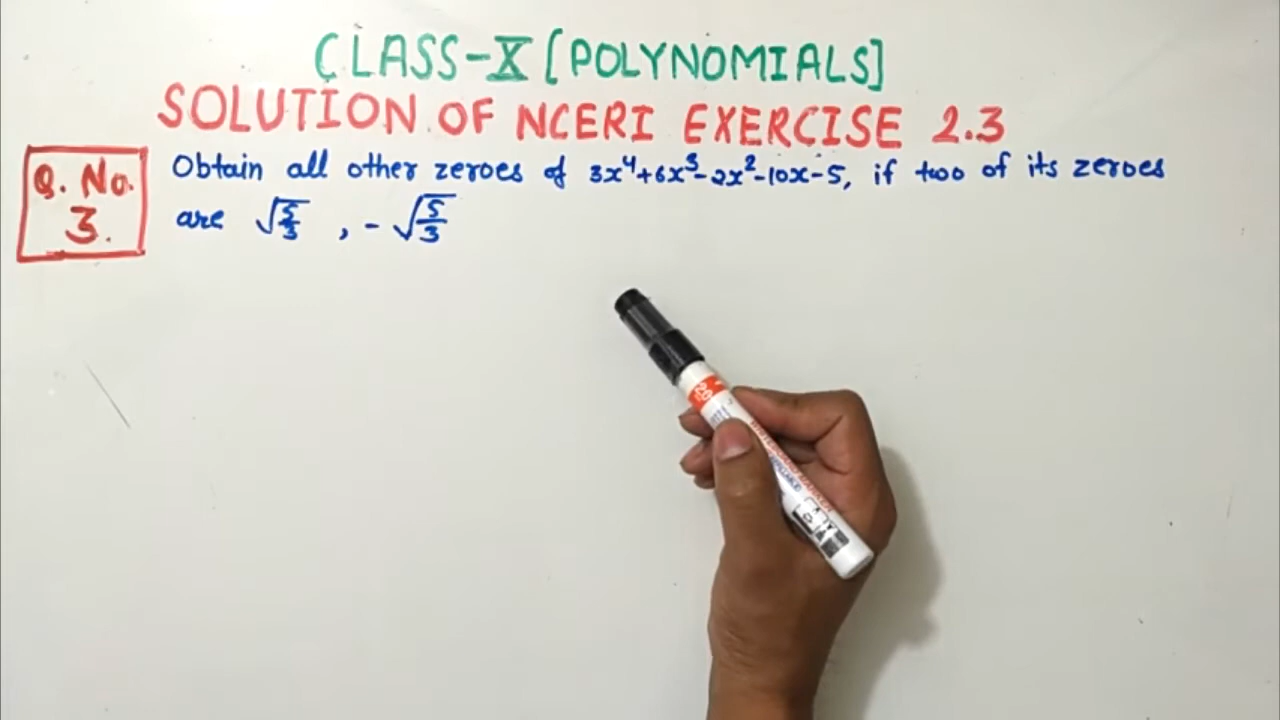 CLASS-X [POLYNOMIALS]
SOLUTION OF NCERI EXERCISE 2.3
Q. No. 3.
Obtain all other zeroes of 3x⁴+6x³-2x²-10x-5, if two of its zeroes
are √5/3 , -√5/3